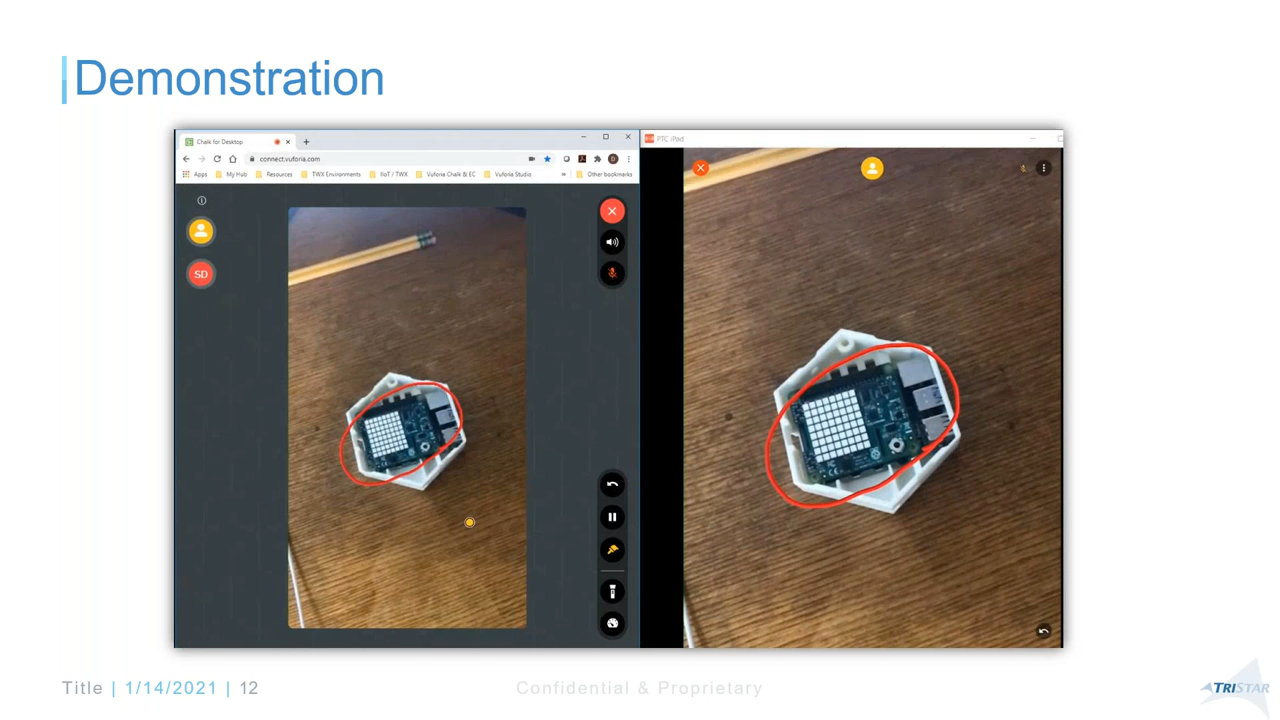 Demonstration
Chalk for Desktop
PTC iPad
connect.vuforia.com
Apps
My Hub
Resources
TWX Environments
IIoT / TWX
Vuforia Chalk & EC
Vuforia Studio
»
Other bookmarks
SD
Title | 1/14/2021 | 12
Confidential & Proprietary
TRISTAR